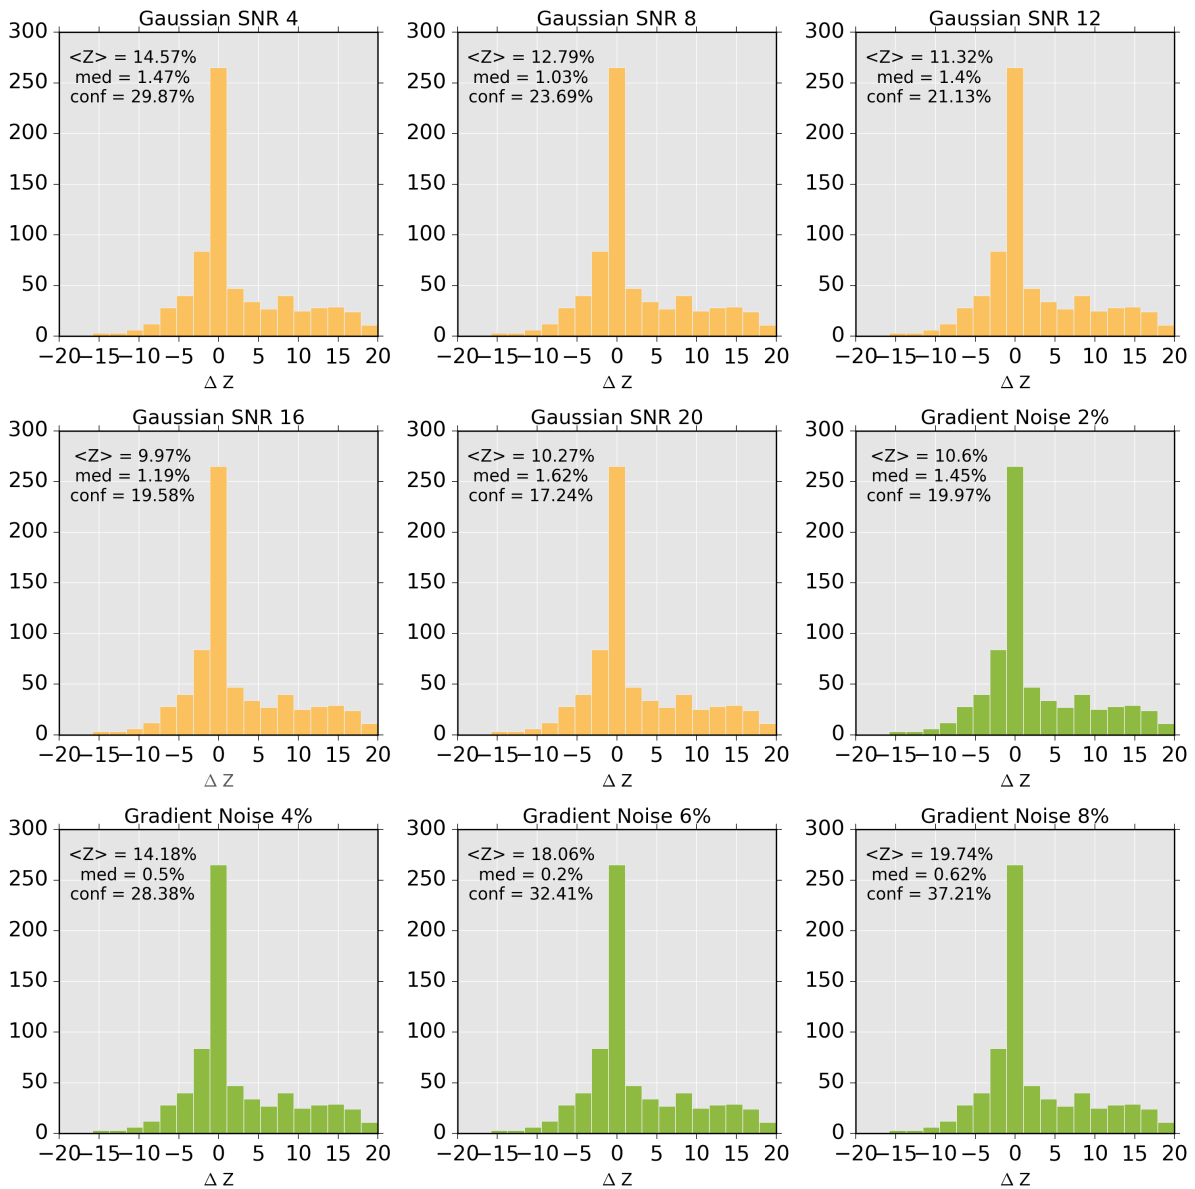 Gaussian SNR 4
<Z> = 14.57%
med = 1.47%
conf = 29.87%
300
250
200
150
100
50
0
−20 −15 −10 −5 0 5 10 15 20
Δ Z
Gaussian SNR 8
<Z> = 12.79%
med = 1.03%
conf = 23.69%
300
250
200
150
100
50
0
−20 −15 −10 −5 0 5 10 15 20
Δ Z
Gaussian SNR 12
<Z> = 11.32%
med = 1.4%
conf = 21.13%
300
250
200
150
100
50
0
−20 −15 −10 −5 0 5 10 15 20
Δ Z
Gaussian SNR 16
<Z> = 9.97%
med = 1.19%
conf = 19.58%
300
250
200
150
100
50
0
−20 −15 −10 −5 0 5 10 15 20
Δ Z
Gaussian SNR 20
<Z> = 10.27%
med = 1.62%
conf = 17.24%
300
250
200
150
100
50
0
−20 −15 −10 −5 0 5 10 15 20
Δ Z
Gradient Noise 2%
<Z> = 10.6%
med = 1.45%
conf = 19.97%
300
250
200
150
100
50
0
−20 −15 −10 −5 0 5 10 15 20
Δ Z
Gradient Noise 4%
<Z> = 14.18%
med = 0.5%
conf = 28.38%
300
250
200
150
100
50
0
−20 −15 −10 −5 0 5 10 15 20
Δ Z
Gradient Noise 6%
<Z> = 18.06%
med = 0.2%
conf = 32.41%
300
250
200
150
100
50
0
−20 −15 −10 −5 0 5 10 15 20
Δ Z
Gradient Noise 8%
<Z> = 19.74%
med = 0.62%
conf = 37.21%
300
250
200
150
100
50
0
−20 −15 −10 −5 0 5 10 15 20
Δ Z